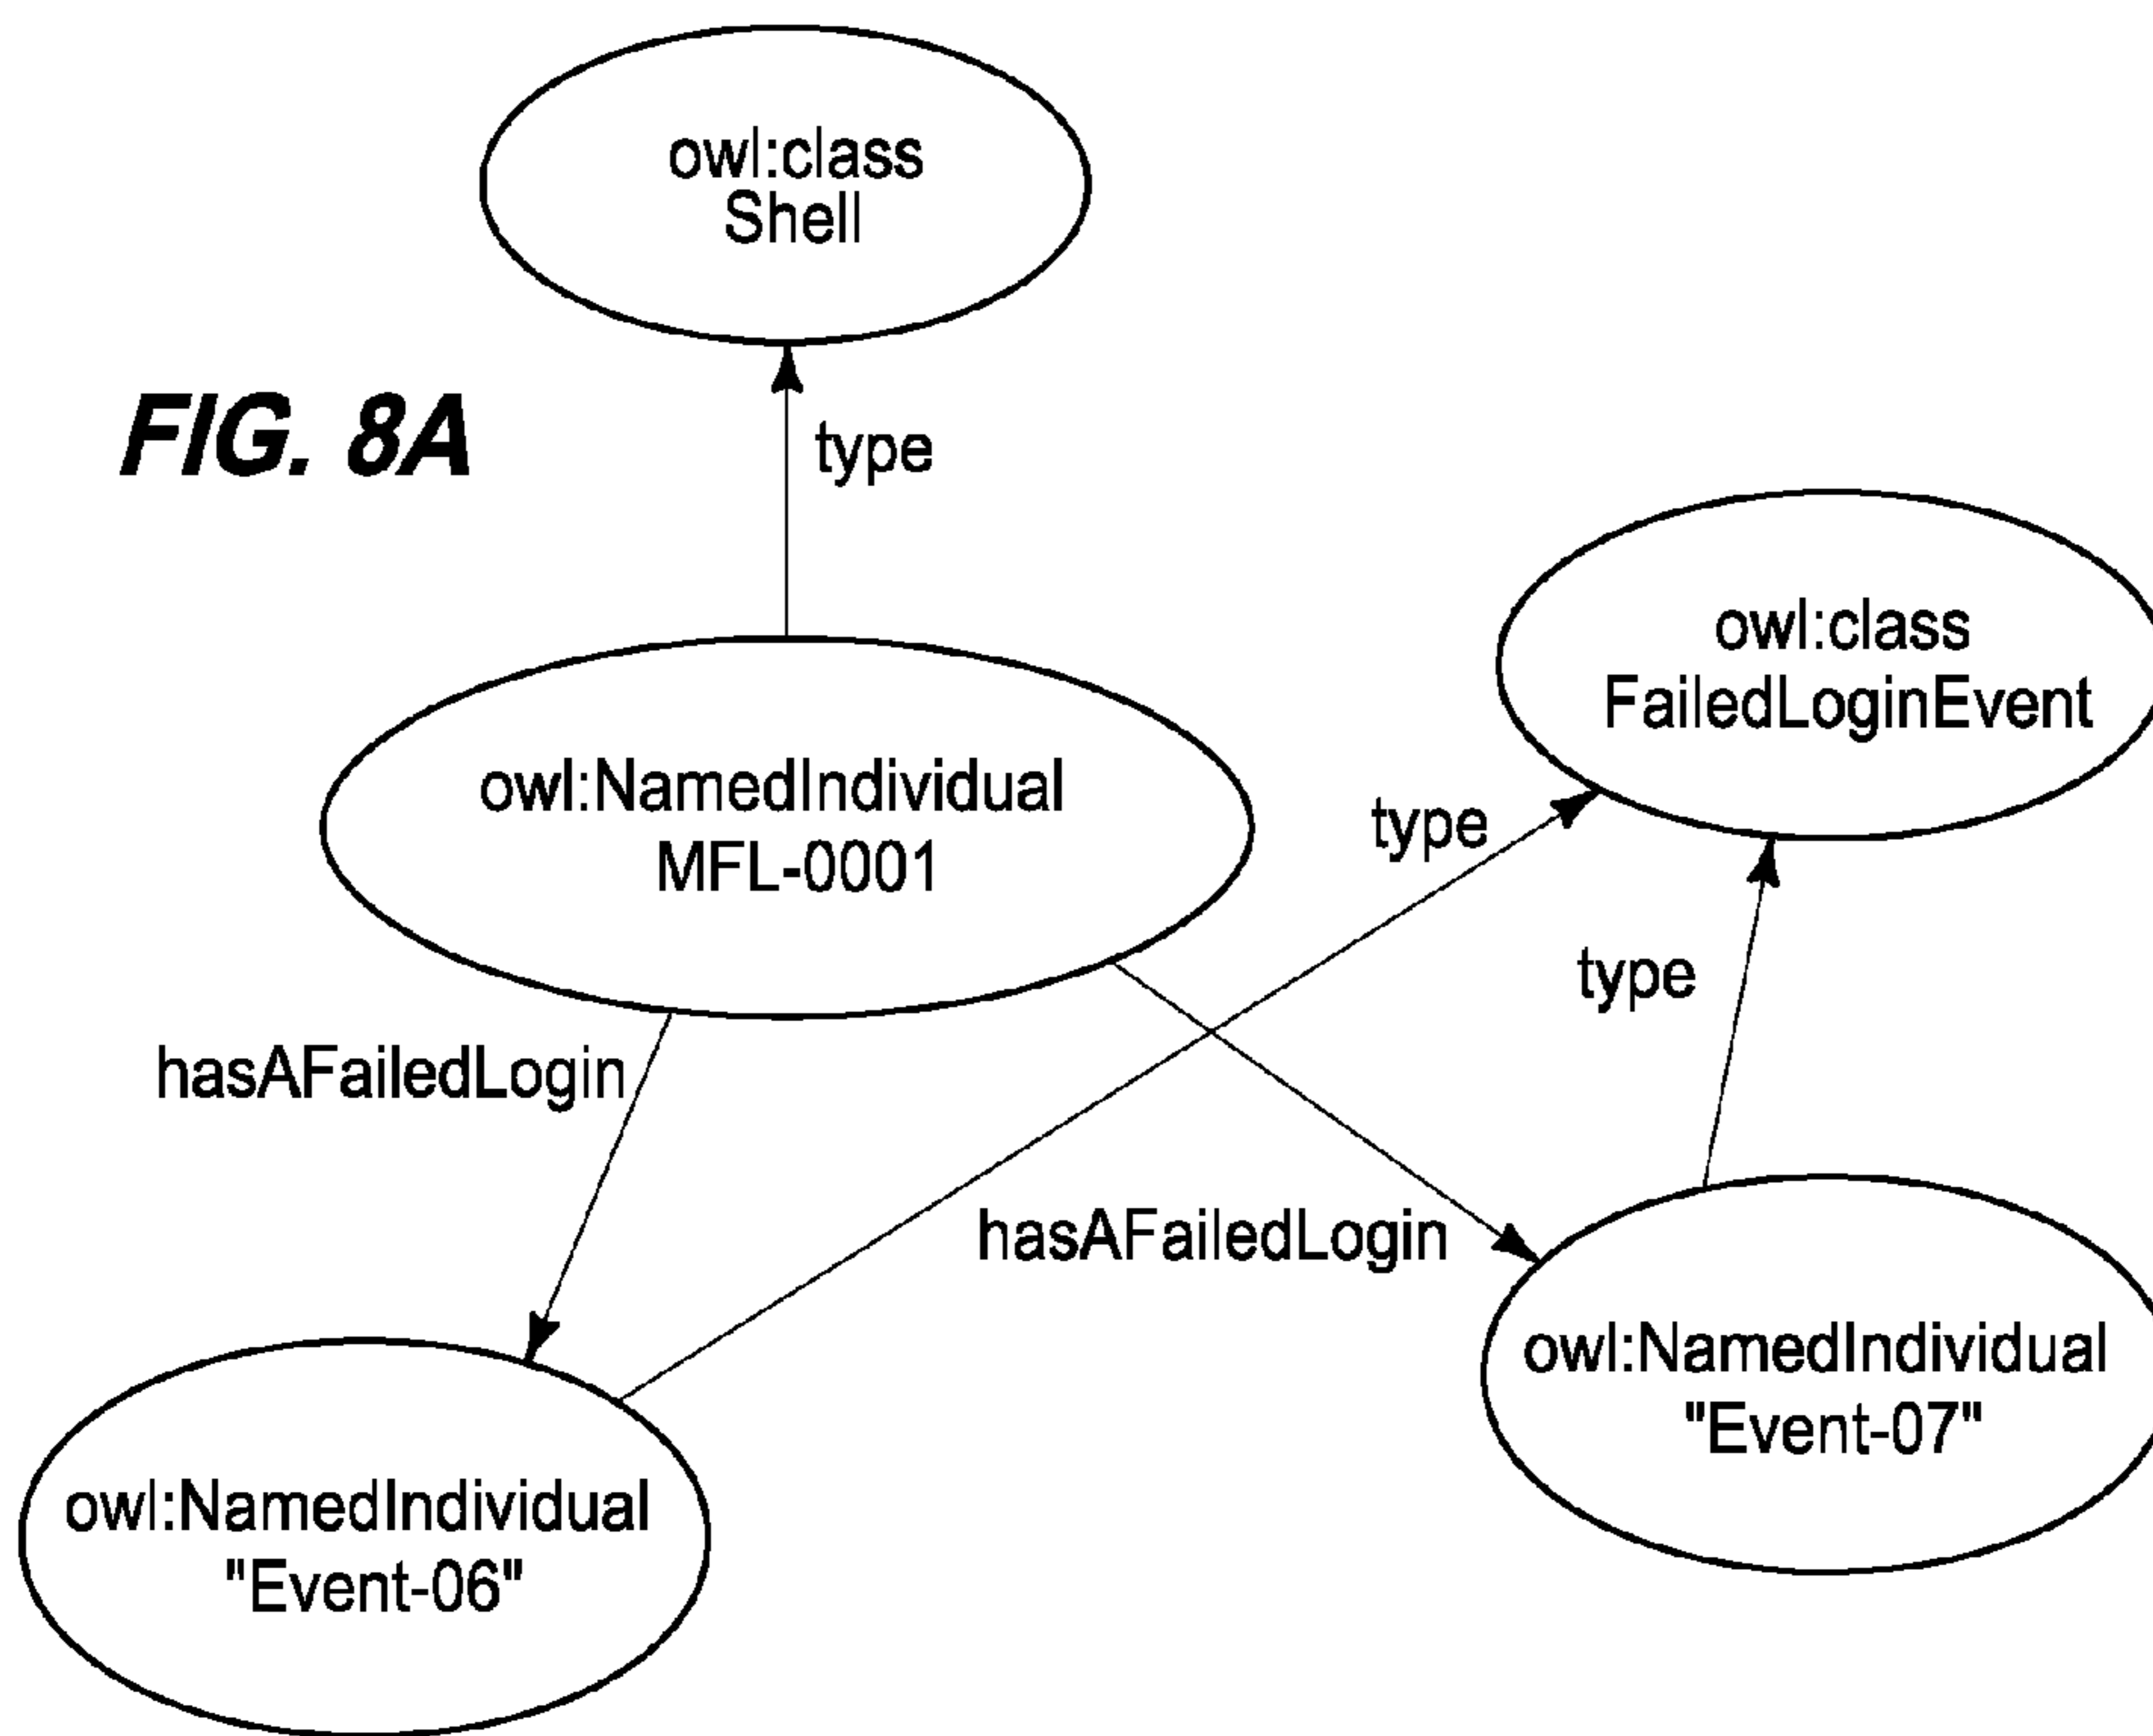 owl:class
Shell
FIG. 8A
type
owl:class
FailedLoginEvent
owl:NamedIndividual
MFL-0001
type
type
hasAFailedLogin
hasAFailedLogin
owl:NamedIndividual
"Event-07"
owl:NamedIndividual
"Event-06"